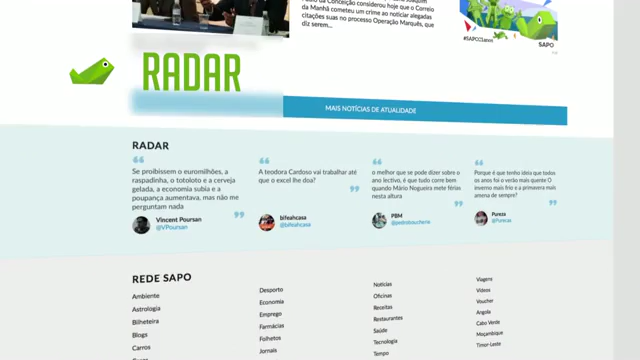 da Conceição considerou hoje que o Correio
da Manhã cometeu um crime ao noticiar alegadas
citações suas no processo Operação Marquês, que
diz serem...
#SAPO21anos
SAPO
RADAR
MAIS NOTÍCIAS DE ATUALIDADE
RADAR
Se proibissem o euromilhões, a
raspadinha, o totoloto e a cerveja
gelada, a economia subia e a
poupança aumentava, mas não me
perguntam nada
Vincent Poursan
@VPoursan
A teodora Cardoso vai trabalhar até
que o excel lhe doa?
bifeahcasa
@bifeahcasa
o melhor que se pode dizer sobre o
ano lectivo, é que tudo corre bem
quando Mário Nogueira mete férias
nesta altura
PBM
Porque é que tenho ideia que todos
os anos foi o verão mais quente O
inverno mais frio e a primavera mais
amena de sempre?
Pureza
REDE SAPO
Ambiente
Astrologia
Bilheteira
Blogs
Carros
Desporto
Economia
Emprego
Farmácias
Folhetos
Jornais
Notícias
Oficinas
Receitas
Restaurantes
Saúde
Tecnologia
Tempo
Viagens
Vídeos
Voucher
Angola
Cabo Verde
Moçambique
Timor-Leste